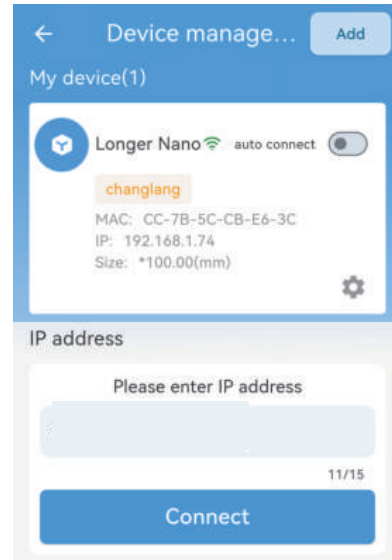 Device manage...
Add
My device(1)
Longer Nano auto connect
changlang
MAC: CC-7B-5C-CB-E6-3C
IP: 192.168.1.74
Size: *100.00(mm)
IP address
Please enter IP address
11/15
Connect